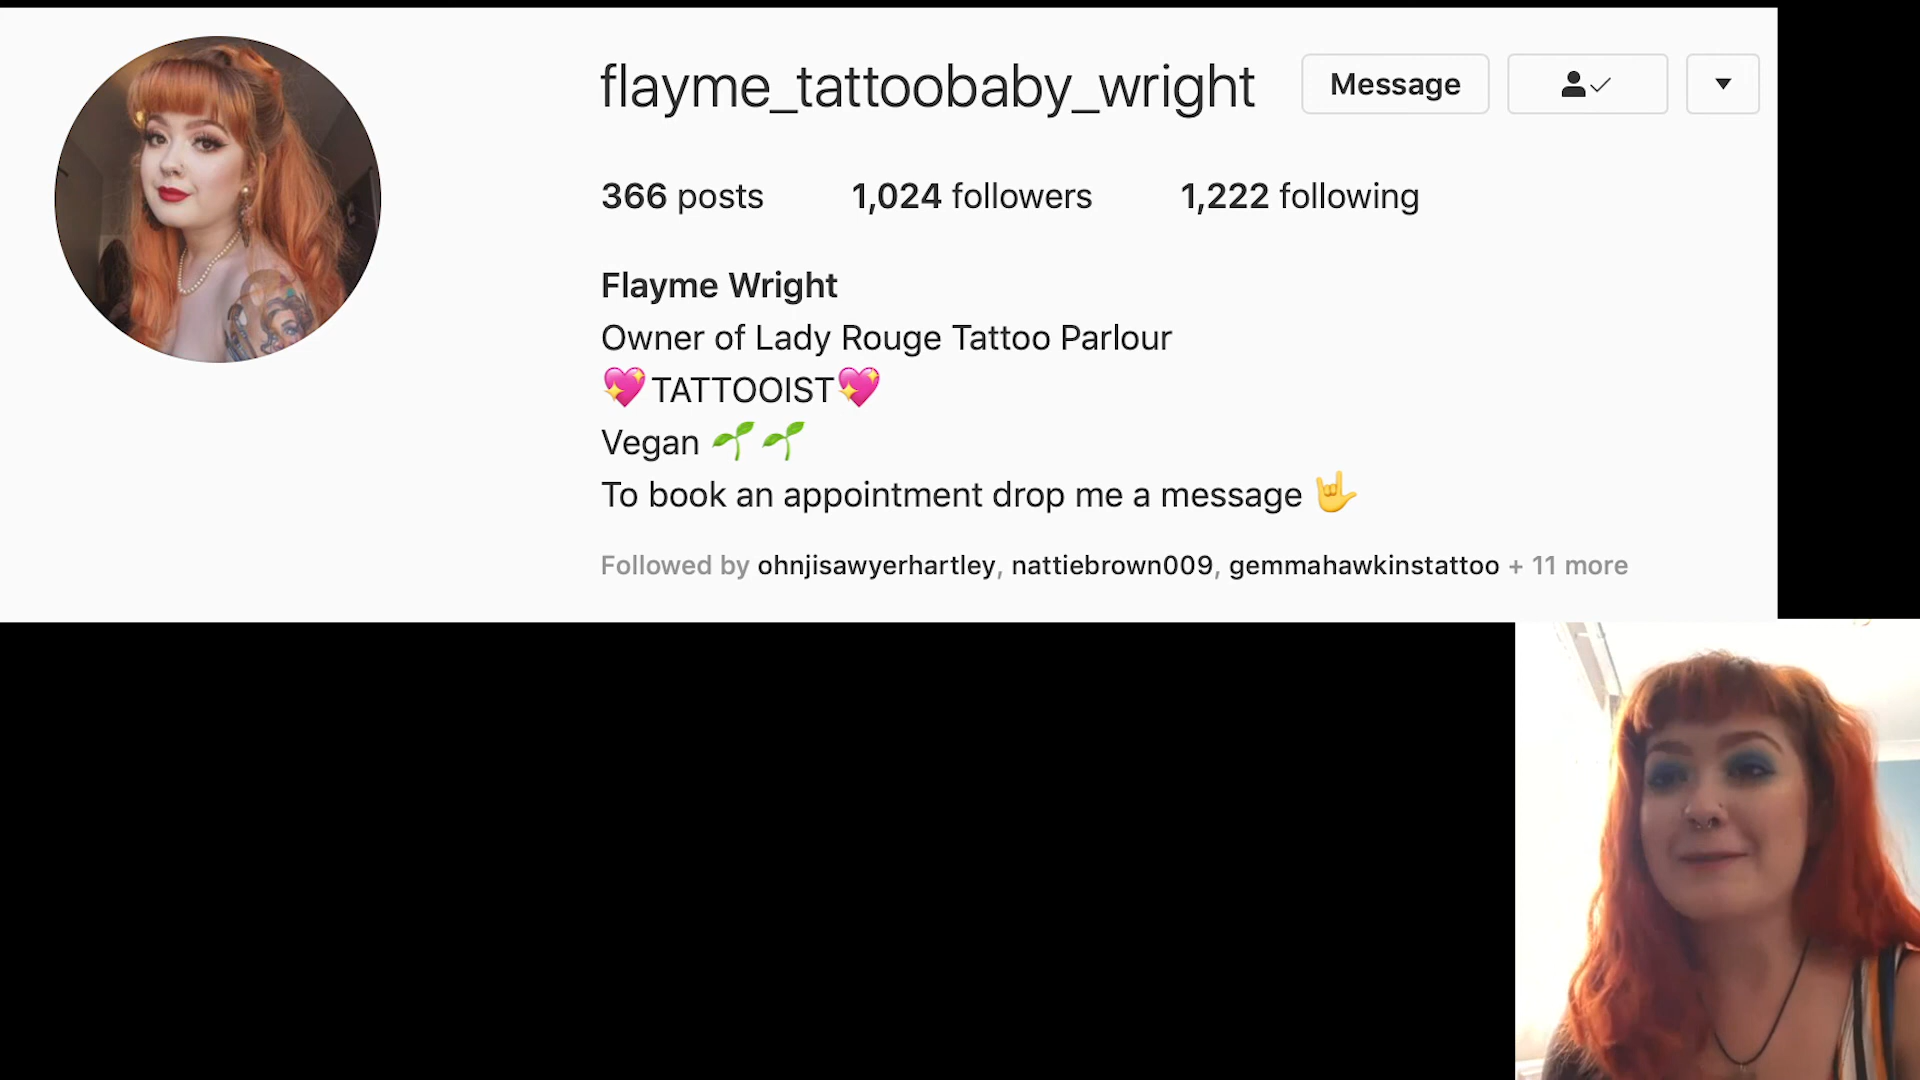 flayme_tattoobaby_wright Message
366 posts 1,024 followers 1,222 following
Flayme Wright
Owner of Lady Rouge Tattoo Parlour
💖TATTOOIST💖
Vegan 🌱🌱
To book an appointment drop me a message 🤟
Followed by ohnjisawyerhartley, nattiebrown009, gemmahawkinstattoo + 11 more